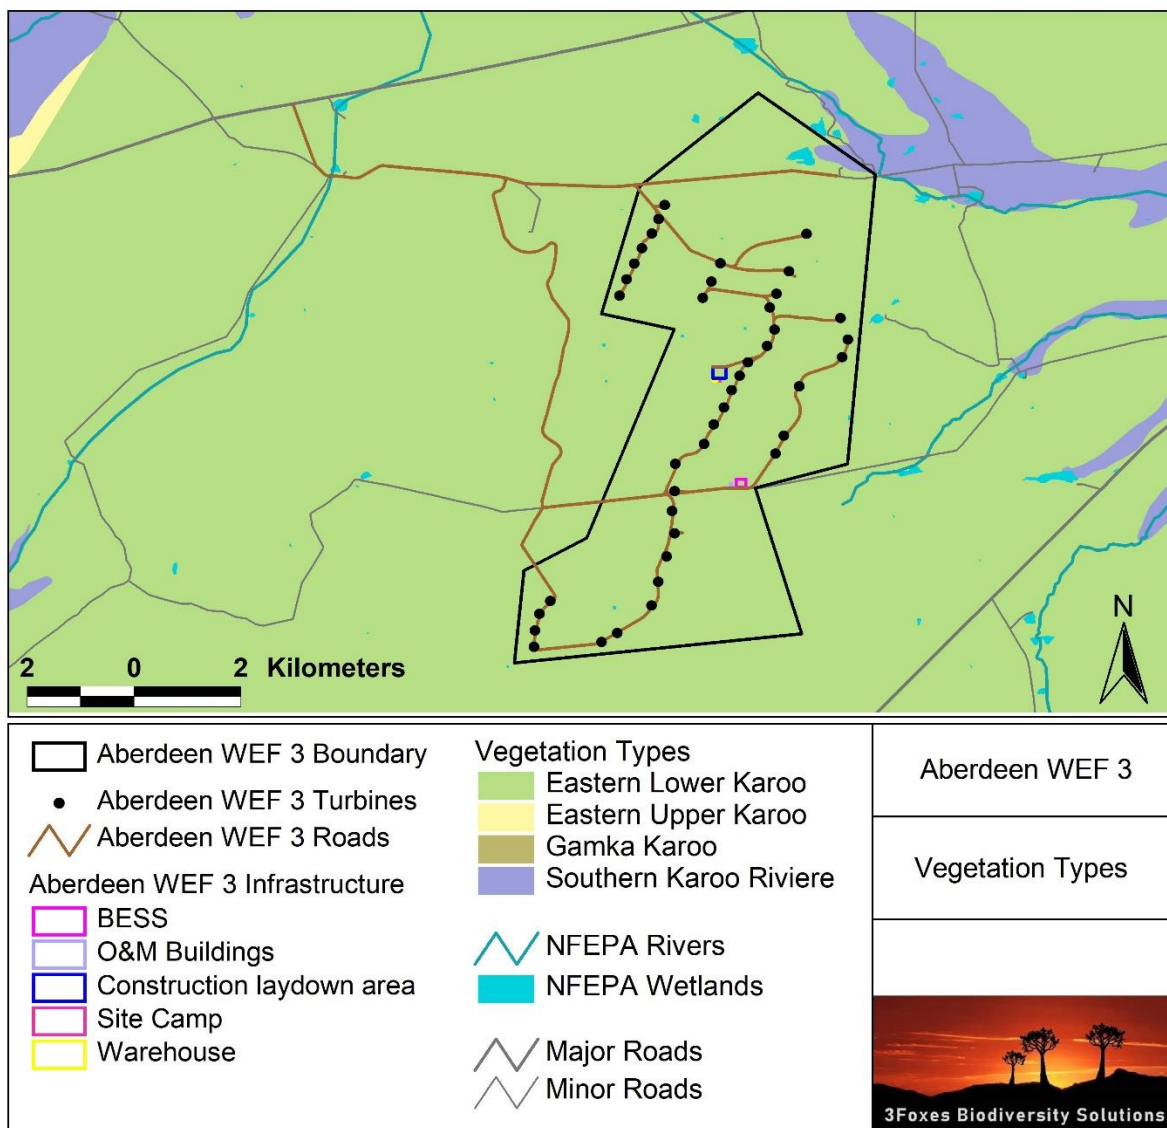 N
2 0 2 Kilometers
Aberdeen WEF 3 Boundary
Aberdeen WEF 3 Turbines
Aberdeen WEF 3 Roads
Aberdeen WEF 3 Infrastructure
BESS
O&M Buildings
Construction laydown area
Site Camp
Warehouse
Vegetation Types
Eastern Lower Karoo
Eastern Upper Karoo
Gamka Karoo
Southern Karoo Riviere
NFEPA Rivers
NFEPA Wetlands
Major Roads
Minor Roads
Aberdeen WEF 3
Vegetation Types
3Foxes Biodiversity Solutions